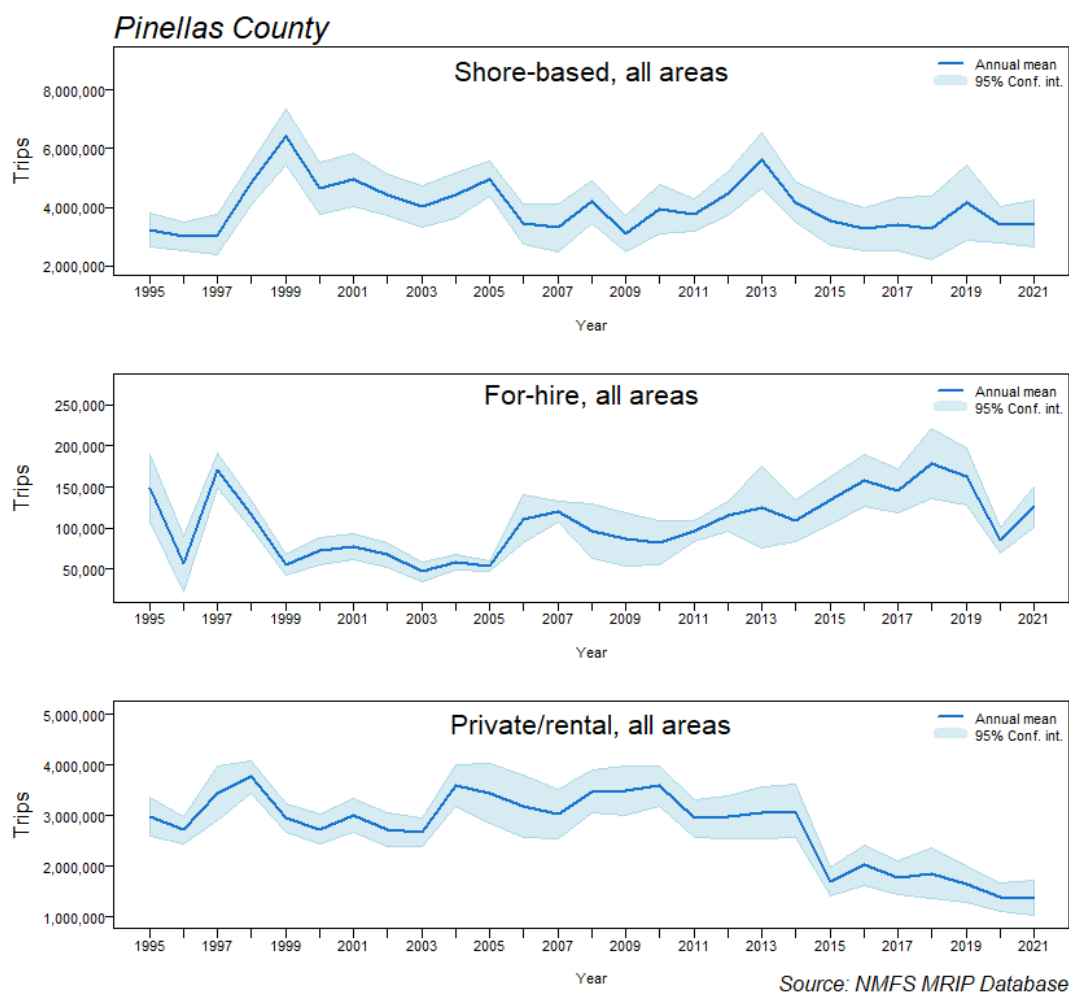 Pinellas County
Shore-based, all areas
Annual mean
95% Conf. int.
Trips
8,000,000
6,000,000
4,000,000
2,000,000
1995 1997 1999 2001 2003 2005 2007 2009 2011 2013 2015 2017 2019 2021
Year
For-hire, all areas
Annual mean
95% Conf. int.
Trips
250,000
200,000
150,000
100,000
50,000
1995 1997 1999 2001 2003 2005 2007 2009 2011 2013 2015 2017 2019 2021
Year
Private/rental, all areas
Annual mean
95% Conf. int.
Trips
5,000,000
4,000,000
3,000,000
2,000,000
1,000,000
1995 1997 1999 2001 2003 2005 2007 2009 2011 2013 2015 2017 2019 2021
Year
Source: NMFS MRIP Database